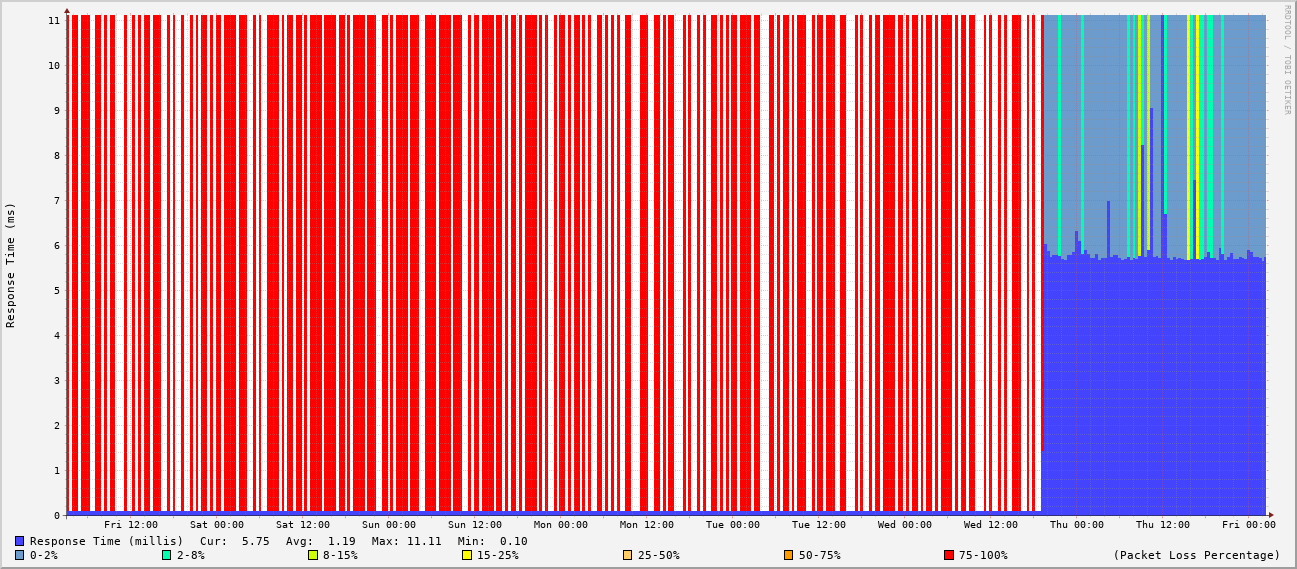 RRDTOOL / TOBI OETIKER
Response Time (ms)
11
10
9
8
7
6
5
4
3
2
1
0
Fri 12:00 Sat 00:00 Sat 12:00 Sun 00:00 Sun 12:00 Mon 00:00 Mon 12:00 Tue 00:00 Tue 12:00 Wed 00:00 Wed 12:00 Thu 00:00 Thu 12:00 Fri 00:00
Response Time (millis) Cur: 5.75 Avg: 1.19 Max: 11.11 Min: 0.10
0-2% 2-8% 8-15% 15-25% 25-50% 50-75% 75-100% (Packet Loss Percentage)